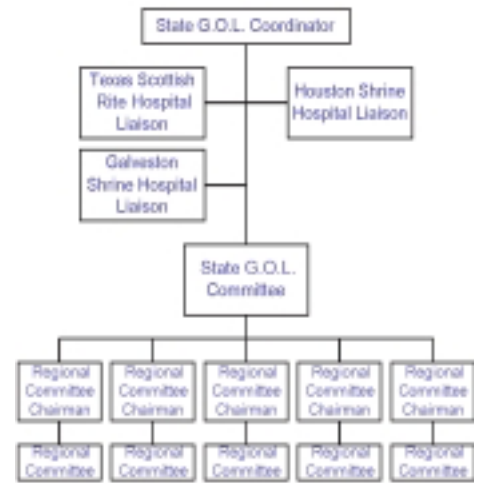 State G.O.L. Coordinator
Texas Scottish
Rite Hospital
Liaison
Houston Shrine
Hospital Liaison
Galveston
Shrine Hospital
Liaison
State G.O.L.
Committee
Regional
Committee
Chairman
Regional
Committee
Chairman
Regional
Committee
Chairman
Regional
Committee
Chairman
Regional
Committee
Chairman
Regional
Committee
Regional
Committee
Regional
Committee
Regional
Committee
Regional
Committee